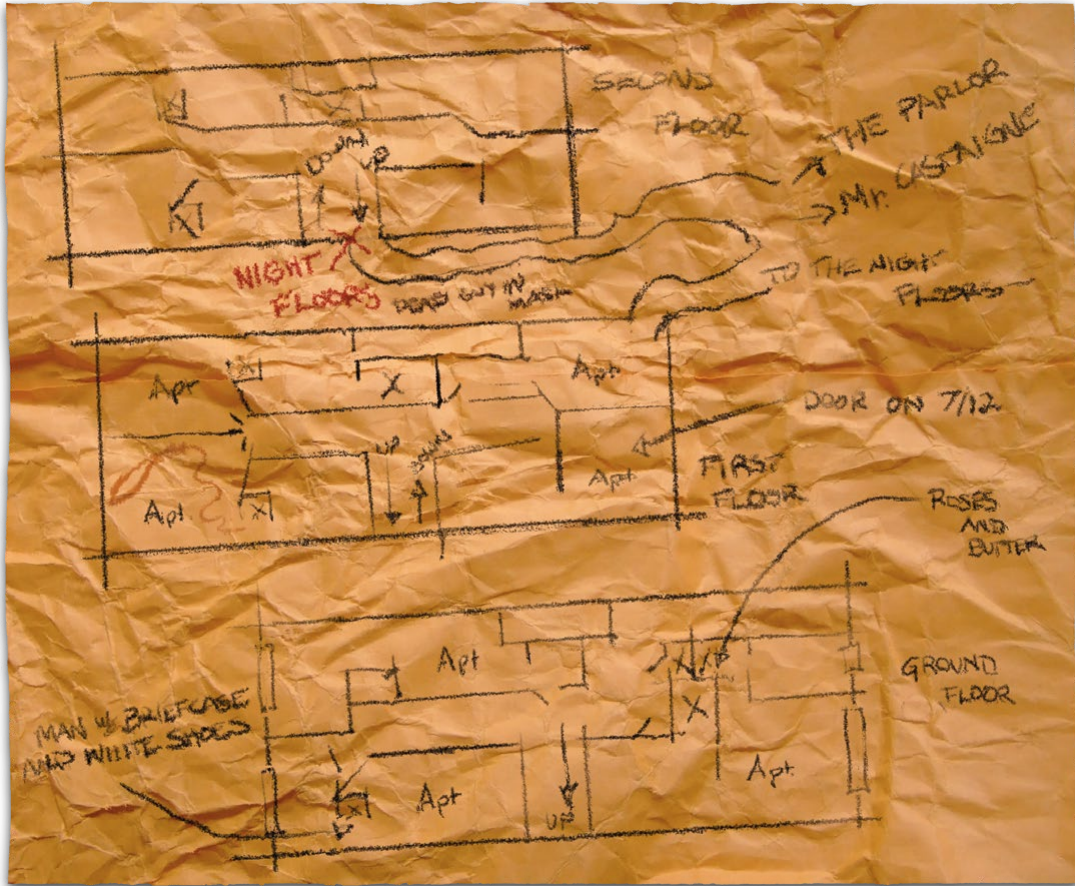 SECOND
FLOOR
THE PARLOR
Mr. CASTAIGNE
DOWN
UP
X
X
NIGHT
FLOORS
DEAD GUY IN
MASK
TO THE NIGHT
FLOORS
Apt
X
X
Apt
DOOR ON 7/12
UP
DOWN
Apt.
X
Apt
FIRST
FLOOR
ROSES
AND
BUTTER
Apt
X
GROUND
FLOOR
MAN W/ BRIEFCASE
AND WHITE SHOES
X
Apt
X
UP
Apt